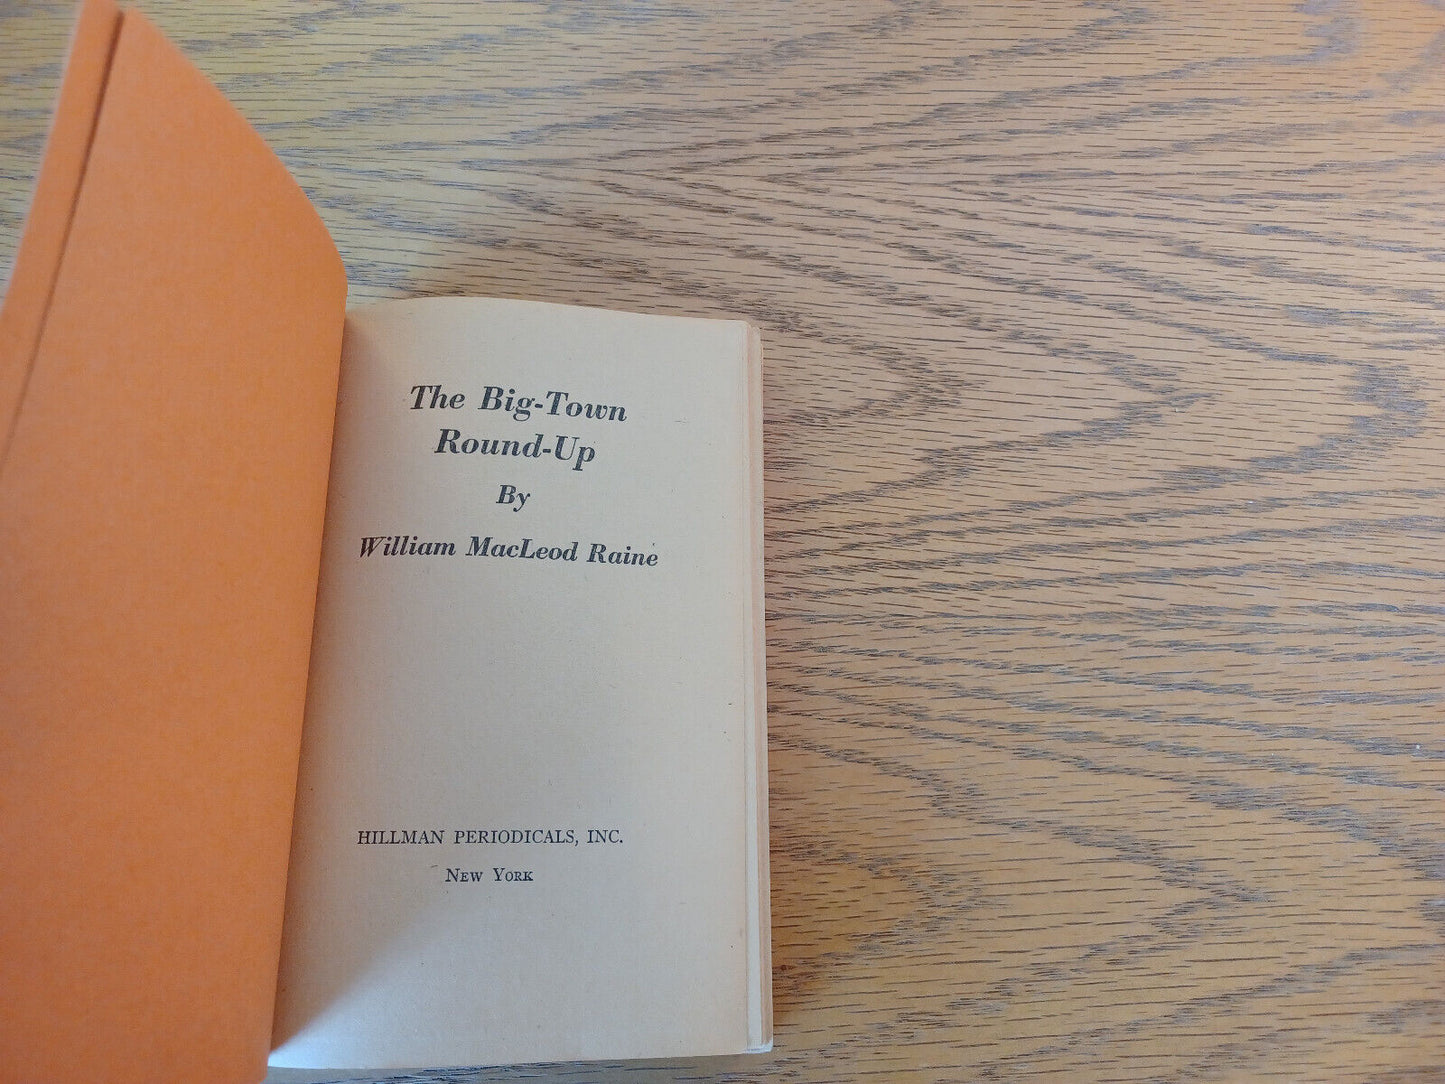 The Big-Town
Round-Up
By
William MacLeod Raine
HILLMAN PERIODICALS, INC.
New York